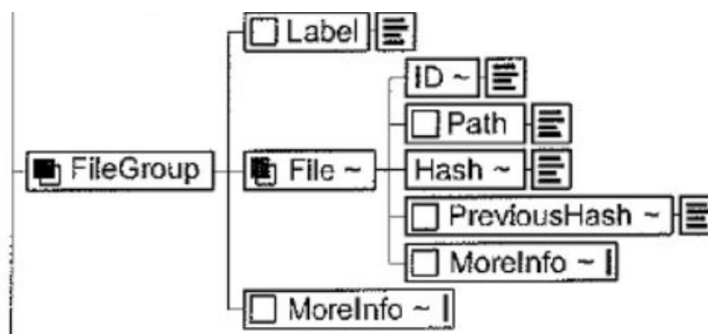 Label
ID ~
Path
FileGroup
File ~
Hash ~
PreviousHash ~
MoreInfo ~
MoreInfo ~